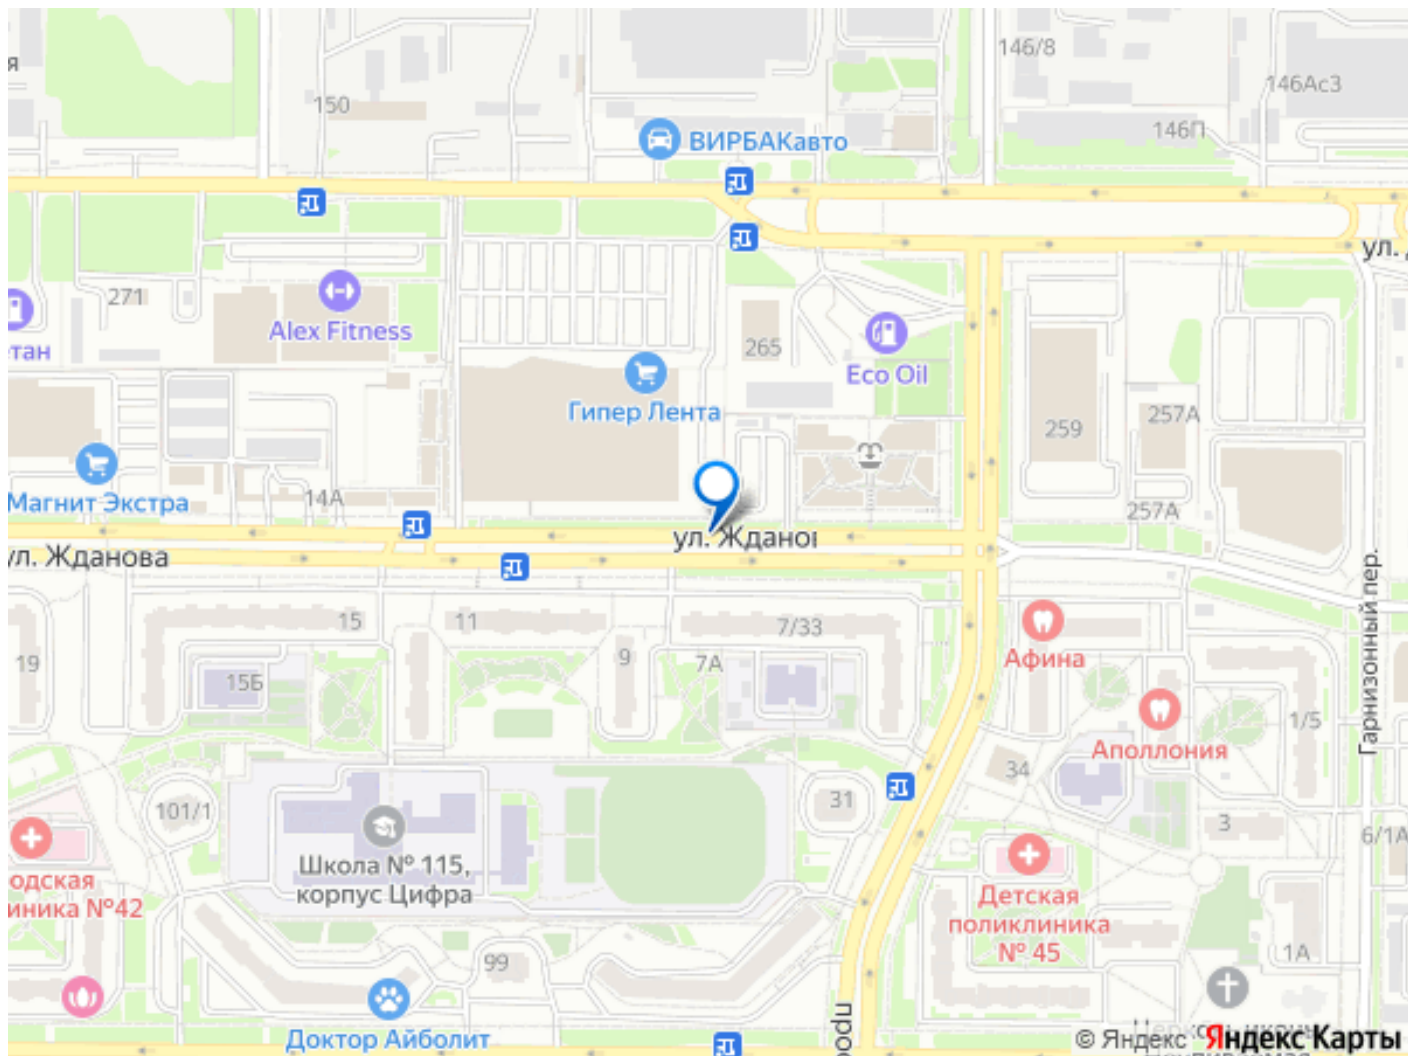 146/8
я
146Ас3
150
146П
ВИРБАКавто
ул.
271
Alex Fitness
265
тан
Eco Oil
Гипер Лента
257А
259
Магнит Экстра
14А
257А
ул. Жданов
ул. Жданова
Гарнизонный пер.
15
11
7/33
9
7А
19
15Б
Афина
1/5
Аполлония
34
31
101/1
3
6/1А
Школа № 115,
корпус Цифра
одская
иника №42
Детская
поликлиника
№ 45
99
1А
Доктор Айболит
© Яндекс Яндекс Карты